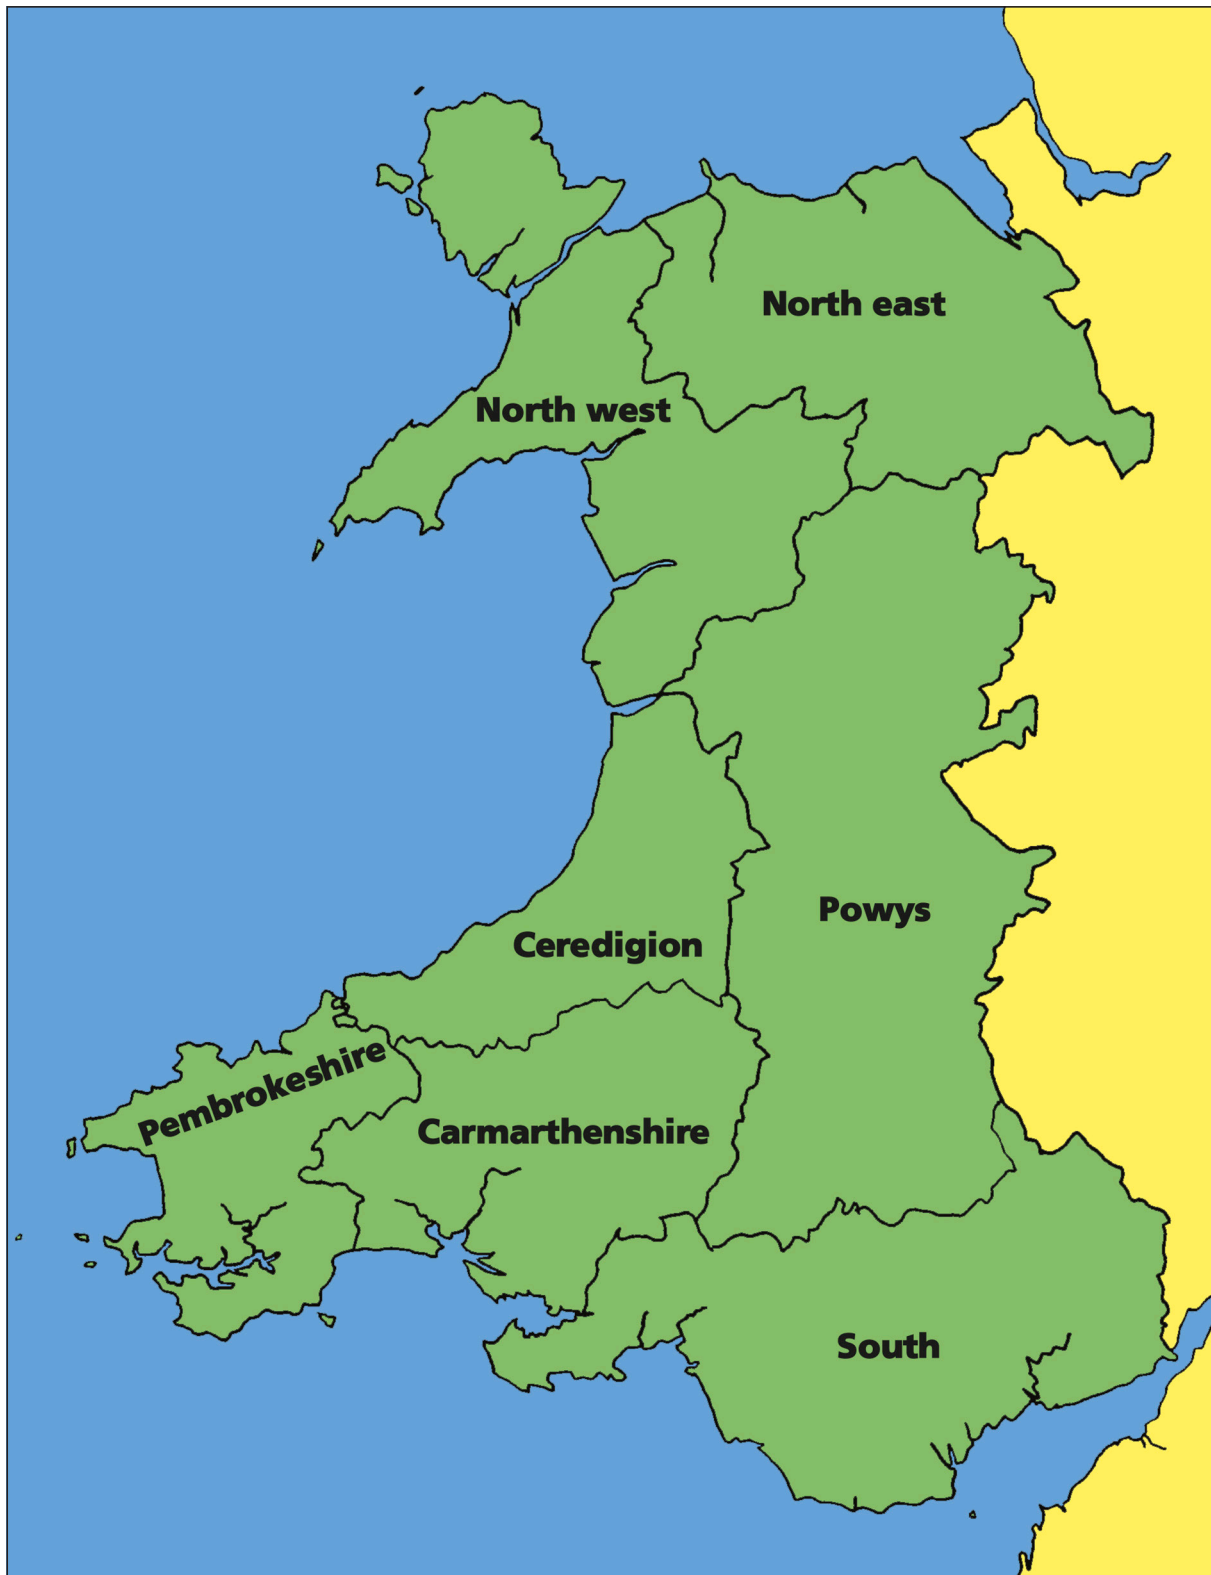 North east
North west
Powys
Ceredigion
Pembrokeshire
Carmarthenshire
South